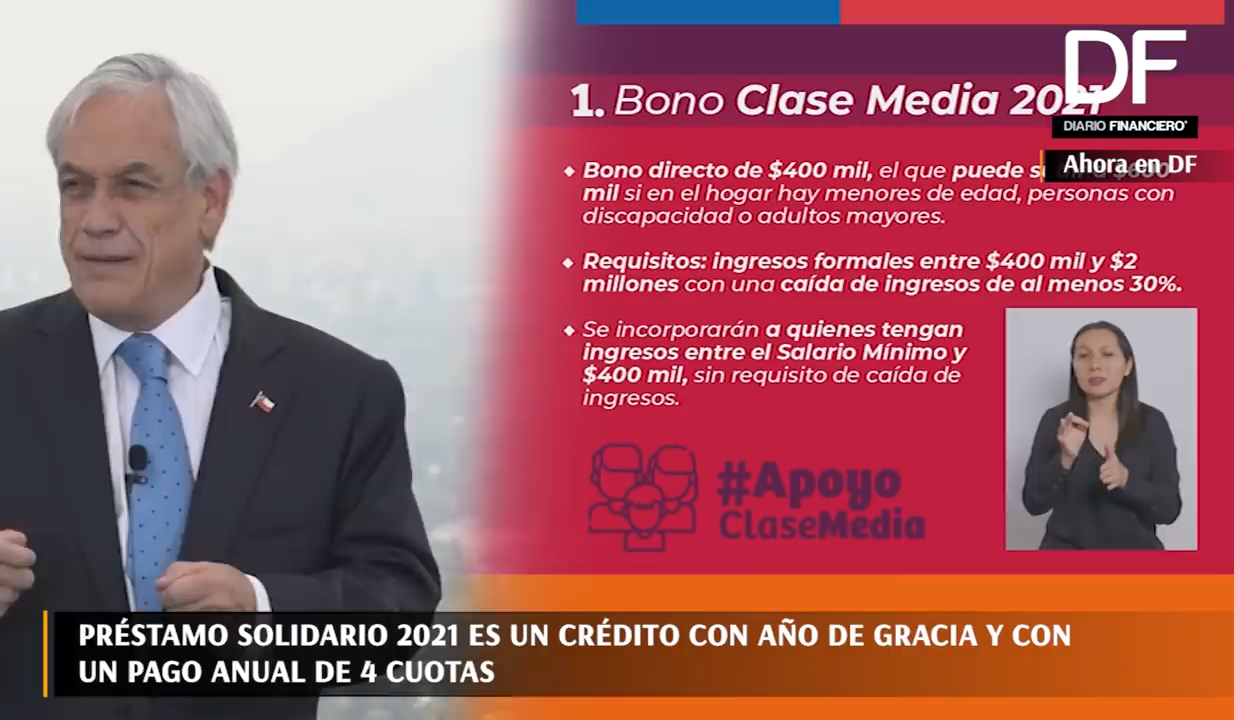 DF
DIARIO FINANCIERO®
Ahora en DF
1. Bono Clase Media 2021
Bono directo de $400 mil, el que puede
mil si en el hogar hay menores de edad, personas con
discapacidad o adultos mayores.
Requisitos: ingresos formales entre $400 mil y $2
millones con una caída de ingresos de al menos 30%.
Se incorporarán a quienes tengan
ingresos entre el Salario Mínimo y
$400 mil, sin requisito de caída de
ingresos.
#Apoyo
ClaseMedia
PRÉSTAMO SOLIDARIO 2021 ES UN CRÉDITO CON AÑO DE GRACIA Y CON
UN PAGO ANUAL DE 4 CUOTAS